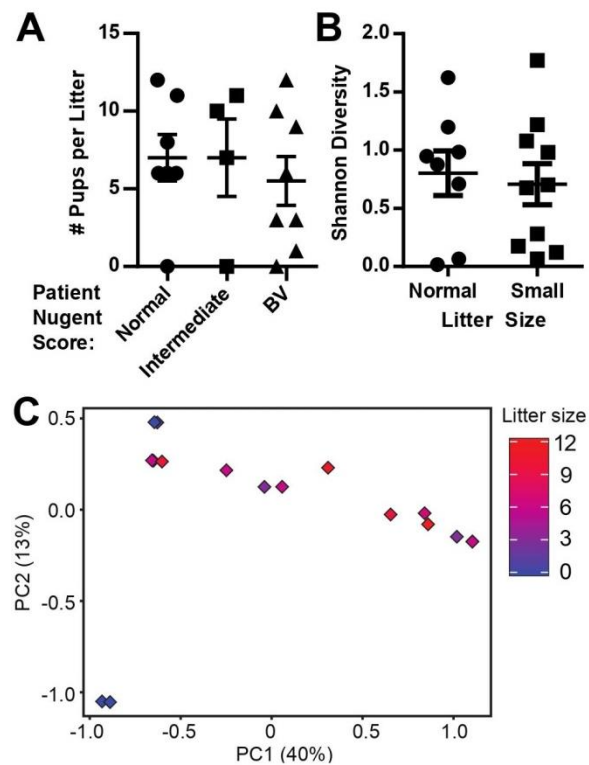 A
15
10
5
0
# Pups per Litter
Patient
Nugent
Score:
Normal
Intermediate
BV
B
2.0
1.5
1.0
0.5
0.0
Shannon Diversity
Normal Small
Litter Size
C
0.5
0.0
-0.5
-1.0
PC2 (13%)
-1.0 -0.5 0 0.5 1.0
PC1 (40%)
Litter size
12
9
6
3
0